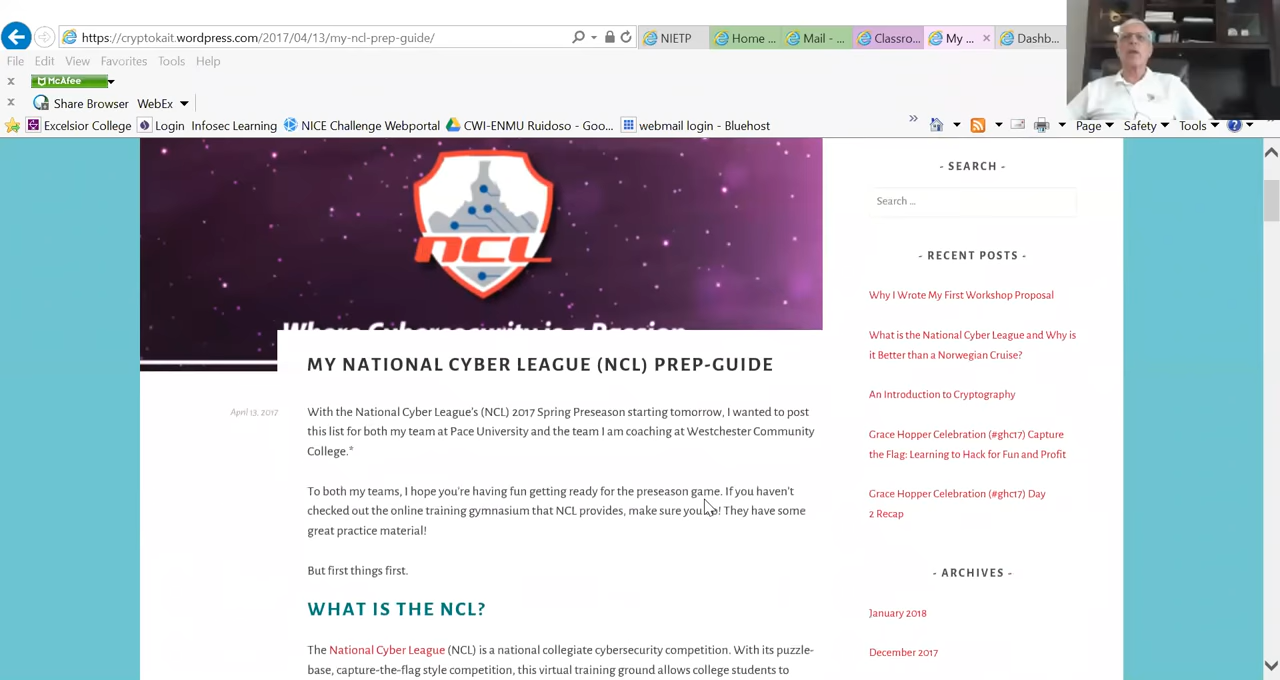 https://cryptokait.wordpress.com/2017/04/13/my-ncl-prep-guide/
NIETP
Home ...
Mail - ...
Classro...
My ...
Dashb...
File Edit View Favorites Tools Help
McAfee
Share Browser WebEx
Excelsior College
Login
Infosec Learning
NICE Challenge Webportal
CWI-ENMU Ruidoso - Goo...
webmail login - Bluehost
Page
Safety
Tools
NCL
Where Cybersecurity is a Passion
MY NATIONAL CYBER LEAGUE (NCL) PREP-GUIDE
April 13, 2017
With the National Cyber League's (NCL) 2017 Spring Preseason starting tomorrow, I wanted to post
this list for both my team at Pace University and the team I am coaching at Westchester Community
College.*
To both my teams, I hope you're having fun getting ready for the preseason game. If you haven't
checked out the online training gymnasium that NCL provides, make sure you do! They have some
great practice material!
But first things first.
WHAT IS THE NCL?
The National Cyber League (NCL) is a national collegiate cybersecurity competition. With its puzzle-
base, capture-the-flag style competition, this virtual training ground allows college students to
- SEARCH -
Search ...
- RECENT POSTS -
Why I Wrote My First Workshop Proposal
What is the National Cyber League and Why is
it Better than a Norwegian Cruise?
An Introduction to Cryptography
Grace Hopper Celebration (#ghc17) Capture
the Flag: Learning to Hack for Fun and Profit
Grace Hopper Celebration (#ghc17) Day
2 Recap
- ARCHIVES -
January 2018
December 2017